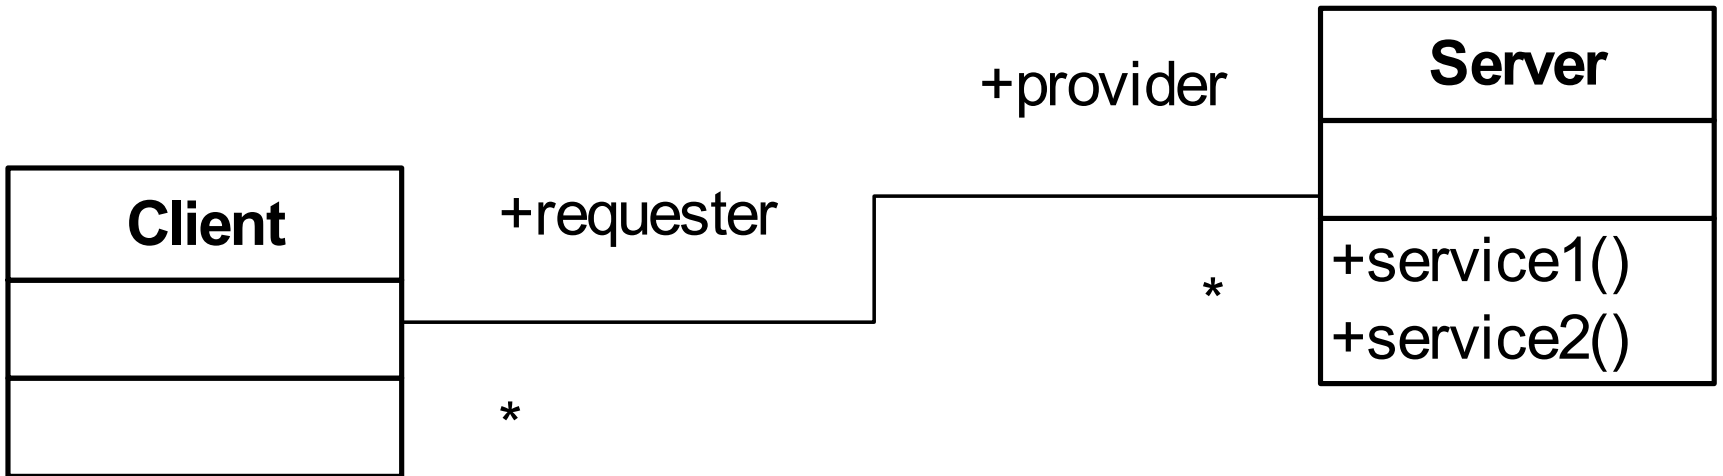 Client
+requester
*
+provider
*
Server
+service1()
+service2()